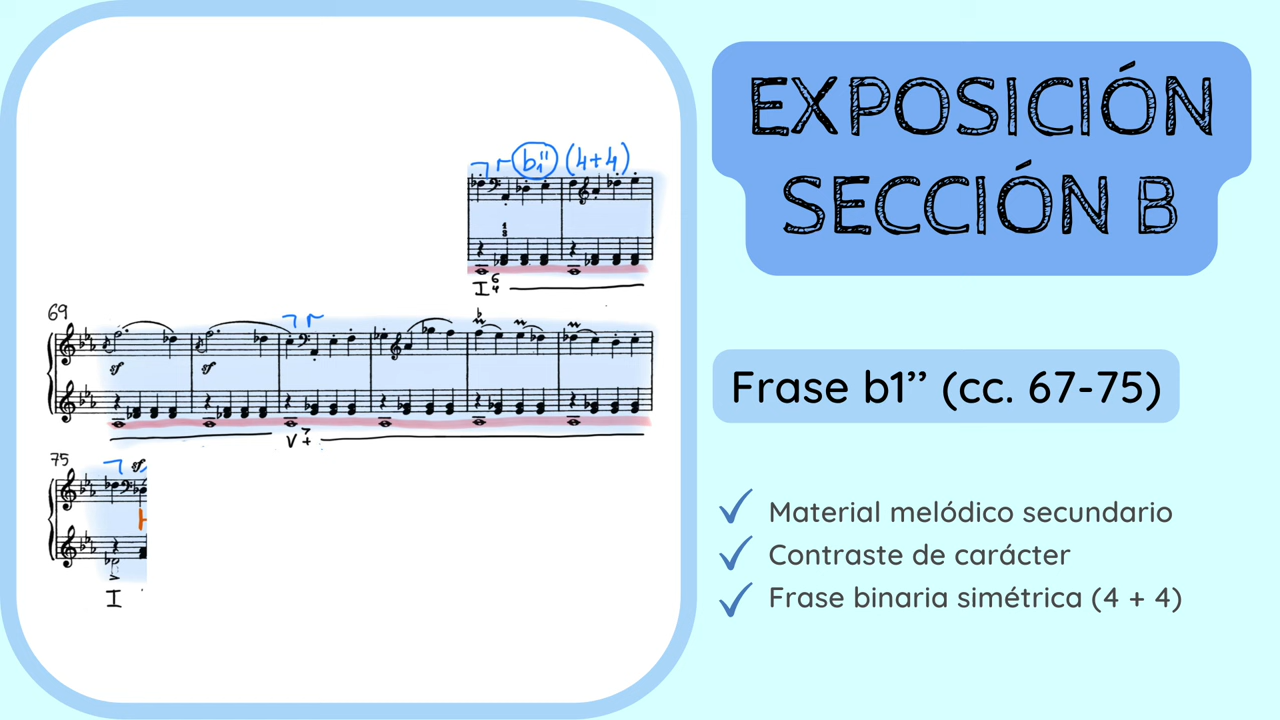 EXPOSICIÓN
SECCIÓN B
b1'' (4+4)
I 6 4
69
sf sf
V 7 +
75
sf
I
Frase b1” (cc. 67-75)
Material melódico secundario
Contraste de carácter
Frase binaria simétrica (4 + 4)